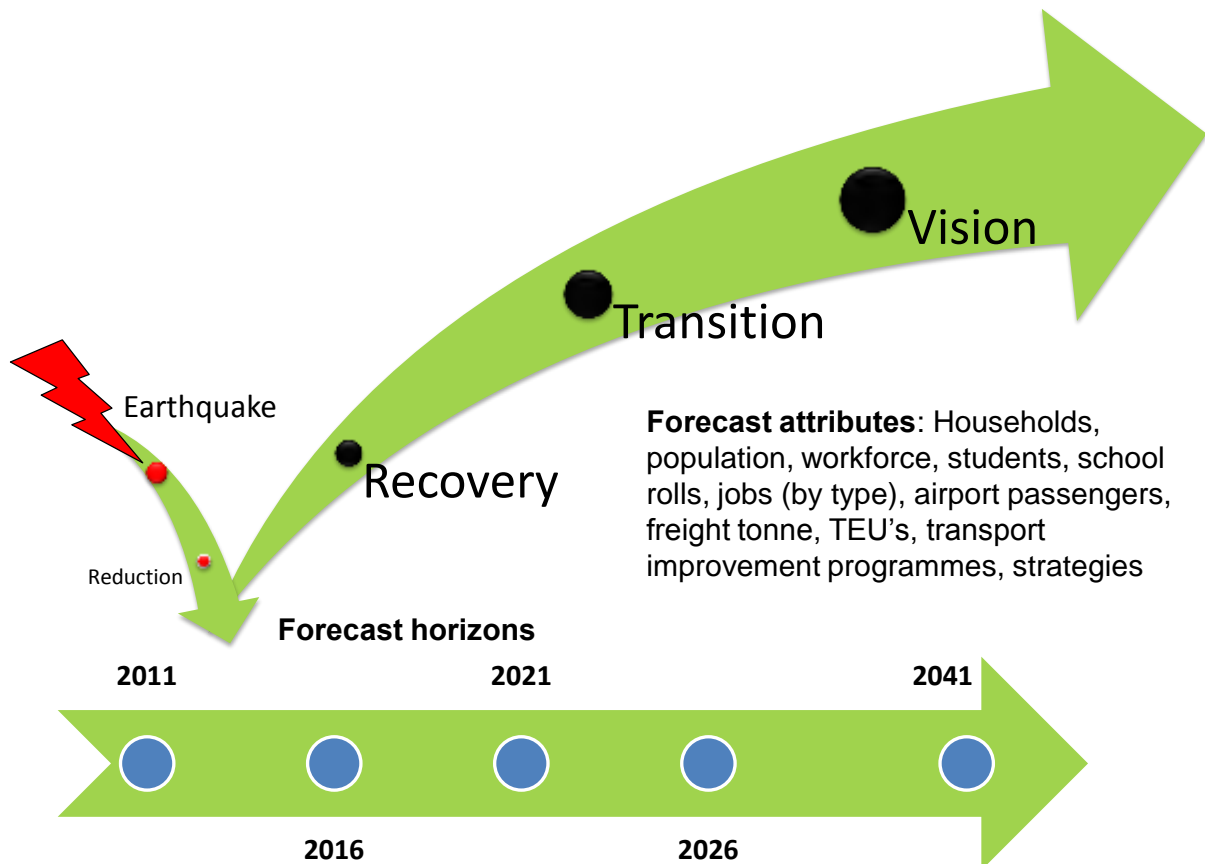 Vision
Transition
Earthquake
Recovery
Reduction
Forecast attributes: Households,
population, workforce, students, school
rolls, jobs (by type), airport passengers,
freight tonne, TEU’s, transport
improvement programmes, strategies
Forecast horizons
2011
2021
2041
2016
2026